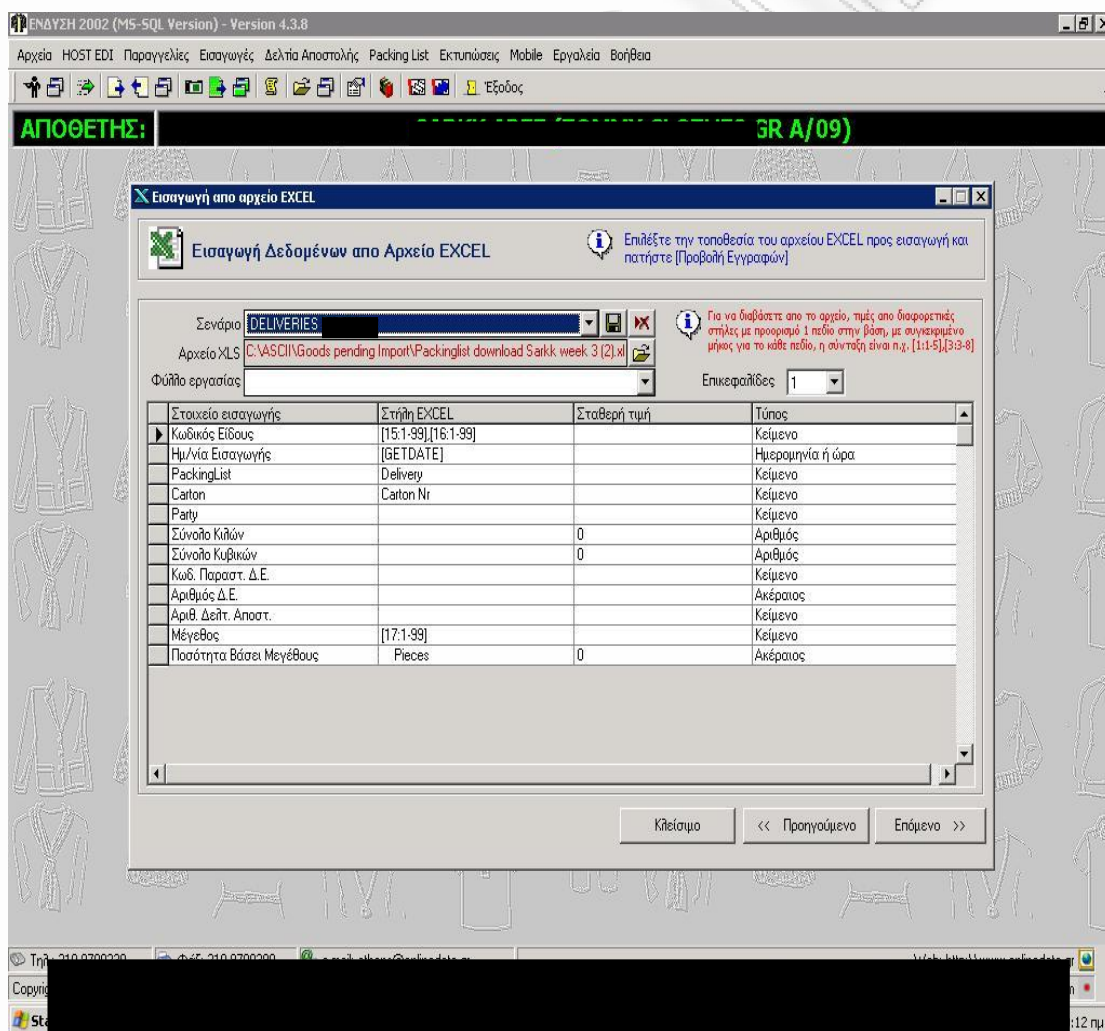 ΕΝΔΥΣΗ 2002 (MS-SQL Version) - Version 4.3.8
Αρχεία HOST EDI Παραγγελίες Εισαγωγές Δελτία Αποστολής Packing List Εκτυπώσεις Mobile Εργαλεία Βοήθεια
Έξοδος
ΑΠΟΘΕΤΗΣ: GR A/09)
Εισαγωγή απο αρχείο EXCEL
Εισαγωγή Δεδομένων απο Αρχείο EXCEL
Επιλέξτε την τοποθεσία του αρχείου EXCEL προς εισαγωγή και
πατήστε [Προβολή Εγγραφών]
Σενάριο DELIVERIES
Για να διαβάσετε απο το αρχείο, τιμές απο διαφορετικές
στήλες με προορισμό 1 πεδίο στην βάση, με συγκεκριμένο
μήκος για το κάθε πεδίο, η σύνταξη είναι π.χ. [1:1-5],[3:3-8]
Αρχείο XLS C:\ASCII\Goods pending Import\Packinglist download Sarkk week 3 (2).xl
Φύλλο εργασίας Επικεφαλίδες 1
Στοιχείο εισαγωγής Στήλη EXCEL Σταθερή τιμή Τύπος
Κωδικός Είδους [15:1-99],[16:1-99] Κείμενο
Ημ/νία Εισαγωγής [GETDATE] Ημερομηνία ή ώρα
PackingList Delivery Κείμενο
Carton Carton Nr Κείμενο
Party Κείμενο
Σύνολο Κιλών 0 Αριθμός
Σύνολο Κυβικών 0 Αριθμός
Κωδ. Παραστ. Δ.Ε. Κείμενο
Αριθμός Δ.Ε. Ακέραιος
Αριθ. Δελτ. Αποστ. Κείμενο
Μέγεθος [17:1-99] Κείμενο
Ποσότητα Βάσει Μεγέθους Pieces 0 Ακέραιος
Κλείσιμο << Προηγούμενο Επόμενο >>